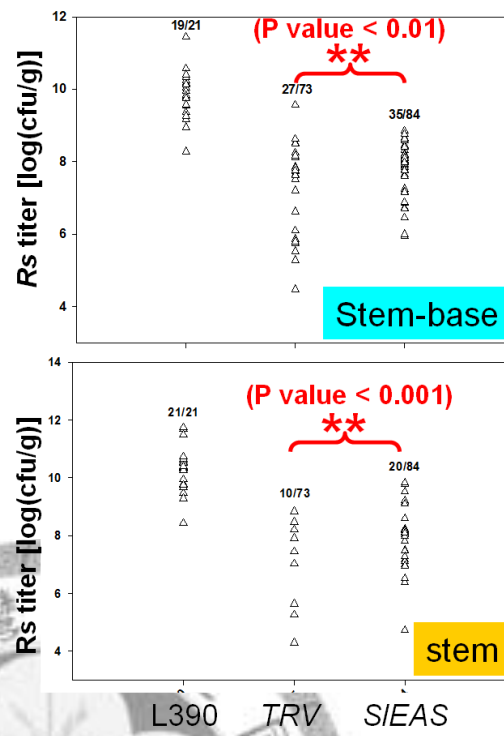 12
19/21
(P value < 0.01)
**
10
27/73
35/84
8
6
4
Rs titer [log(cfu/g)]
Stem-base
14
(P value < 0.001)
12
21/21
**
10
20/84
10/73
8
6
4
Rs titer [log(cfu/g)]
stem
L390 TRV SlEAS